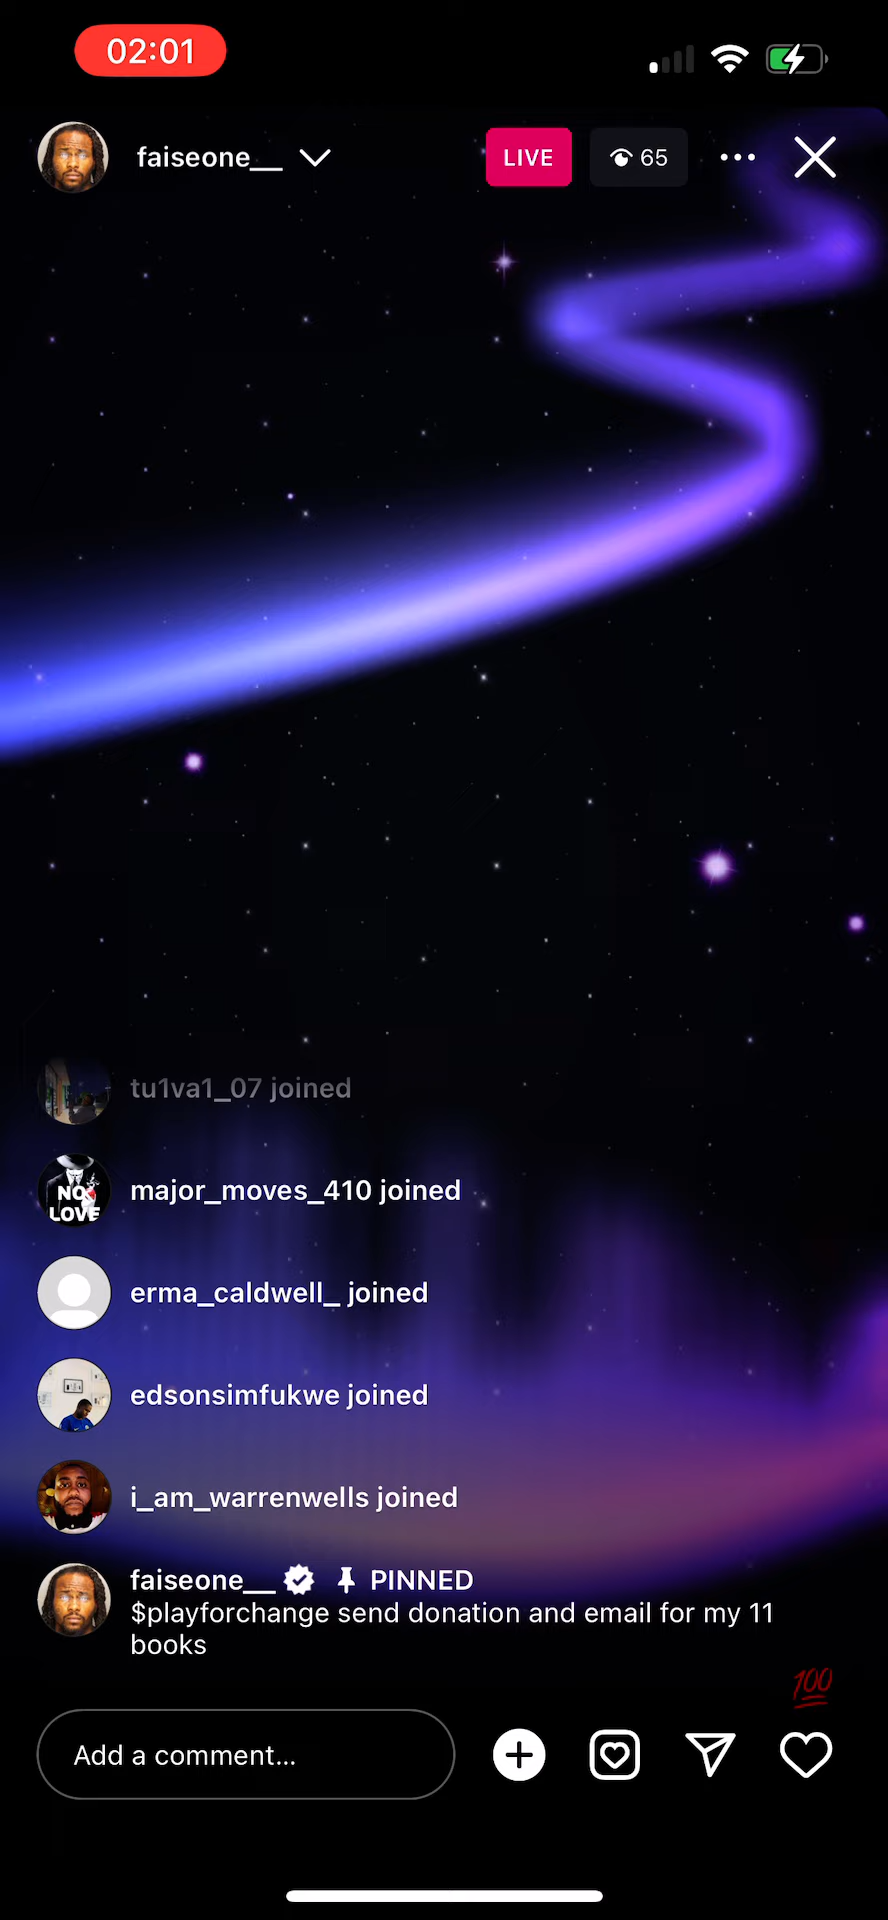 02:01
faiseone__
LIVE
65
tu1va1_07 joined
NO
LOVE
major_moves_410 joined
erma_caldwell_ joined
edsonsimfukwe joined
i_am_warrenwells joined
faiseone__ PINNED
$playforchange send donation and email for my 11
books
100
Add a comment...